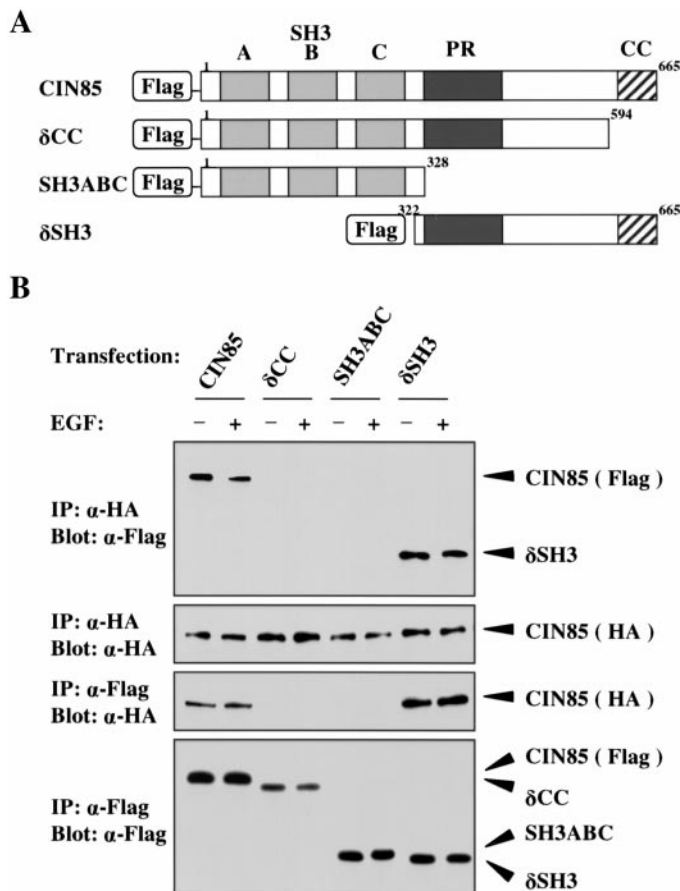 A
SH3
A B C PR CC
CIN85 Flag 665
δCC Flag 594
SH3ABC Flag 328
δSH3 Flag 322 665
B
Transfection: CIN85 δCC SH3ABC δSH3
EGF: – + – + – + – +
CIN85 ( Flag )
IP: α-HA
Blot: α-Flag
δSH3
IP: α-HA
Blot: α-HA
CIN85 ( HA )
IP: α-Flag
Blot: α-HA
CIN85 ( HA )
CIN85 ( Flag )
δCC
IP: α-Flag
Blot: α-Flag
SH3ABC
δSH3